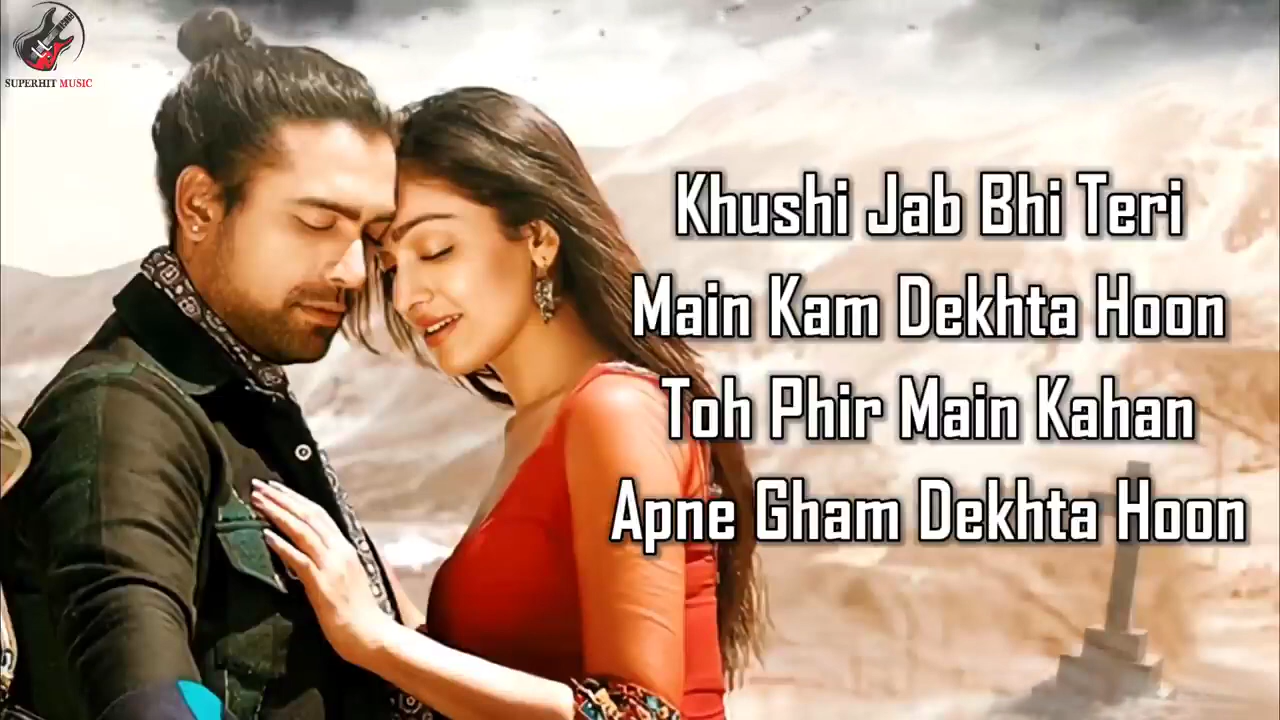 SUPERHIT MUSIC
Khushi Jab Bhi Teri
Main Kam Dekhta Hoon
Toh Phir Main Kahan
Apne Gham Dekhta Hoon